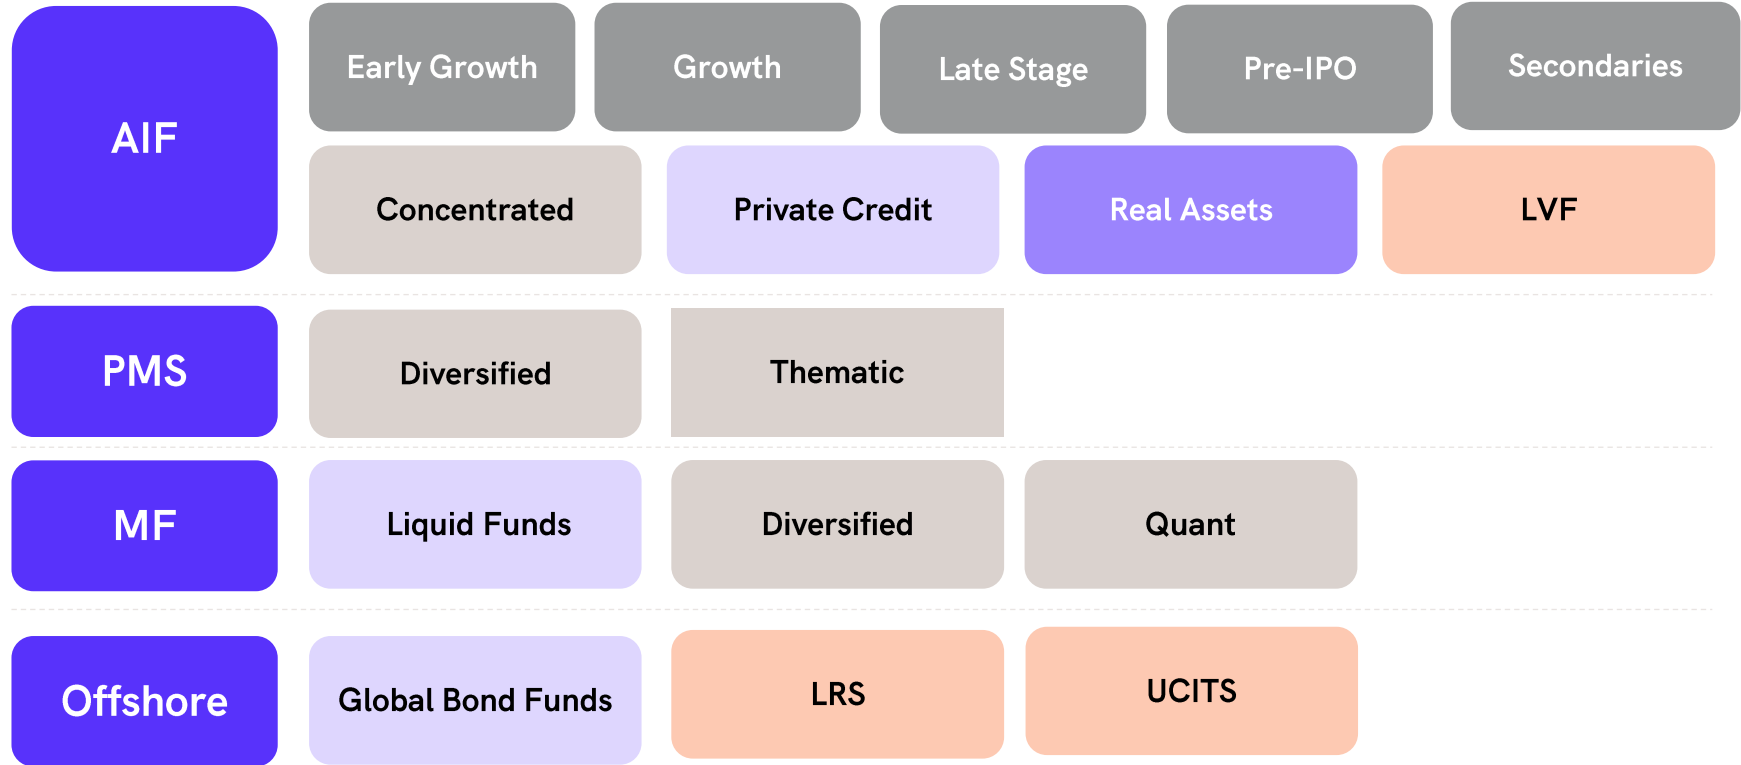 AIF
Early Growth
Growth
Late Stage
Pre-IPO
Secondaries
Concentrated
Private Credit
Real Assets
LVF
PMS
Diversified
Thematic
MF
Liquid Funds
Diversified
Quant
Offshore
Global Bond Funds
LRS
UCITS